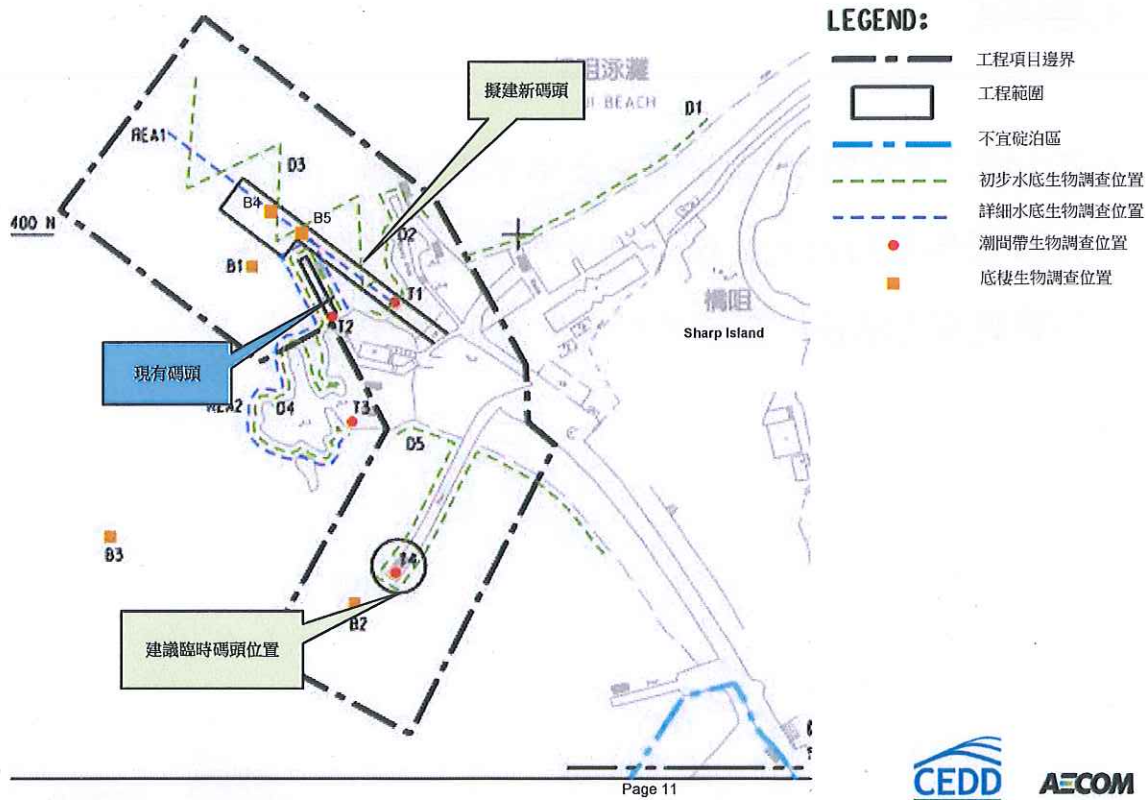 LEGEND:
工程項目邊界
工程範圍
不宜碇泊區
初步水底生物調查位置
詳細水底生物調查位置
潮間帶生物調查位置
底棲生物調查位置
擬建新碼頭
咀泳灘
BEACH
D1
REA1
D3
B4
B5
D2
400 N
B1
T1
T2
橋咀
Sharp Island
現有碼頭
REA2
D4
T3
D5
B3
B2
建議臨時碼頭位置
Page 11
CEDD
AECOM